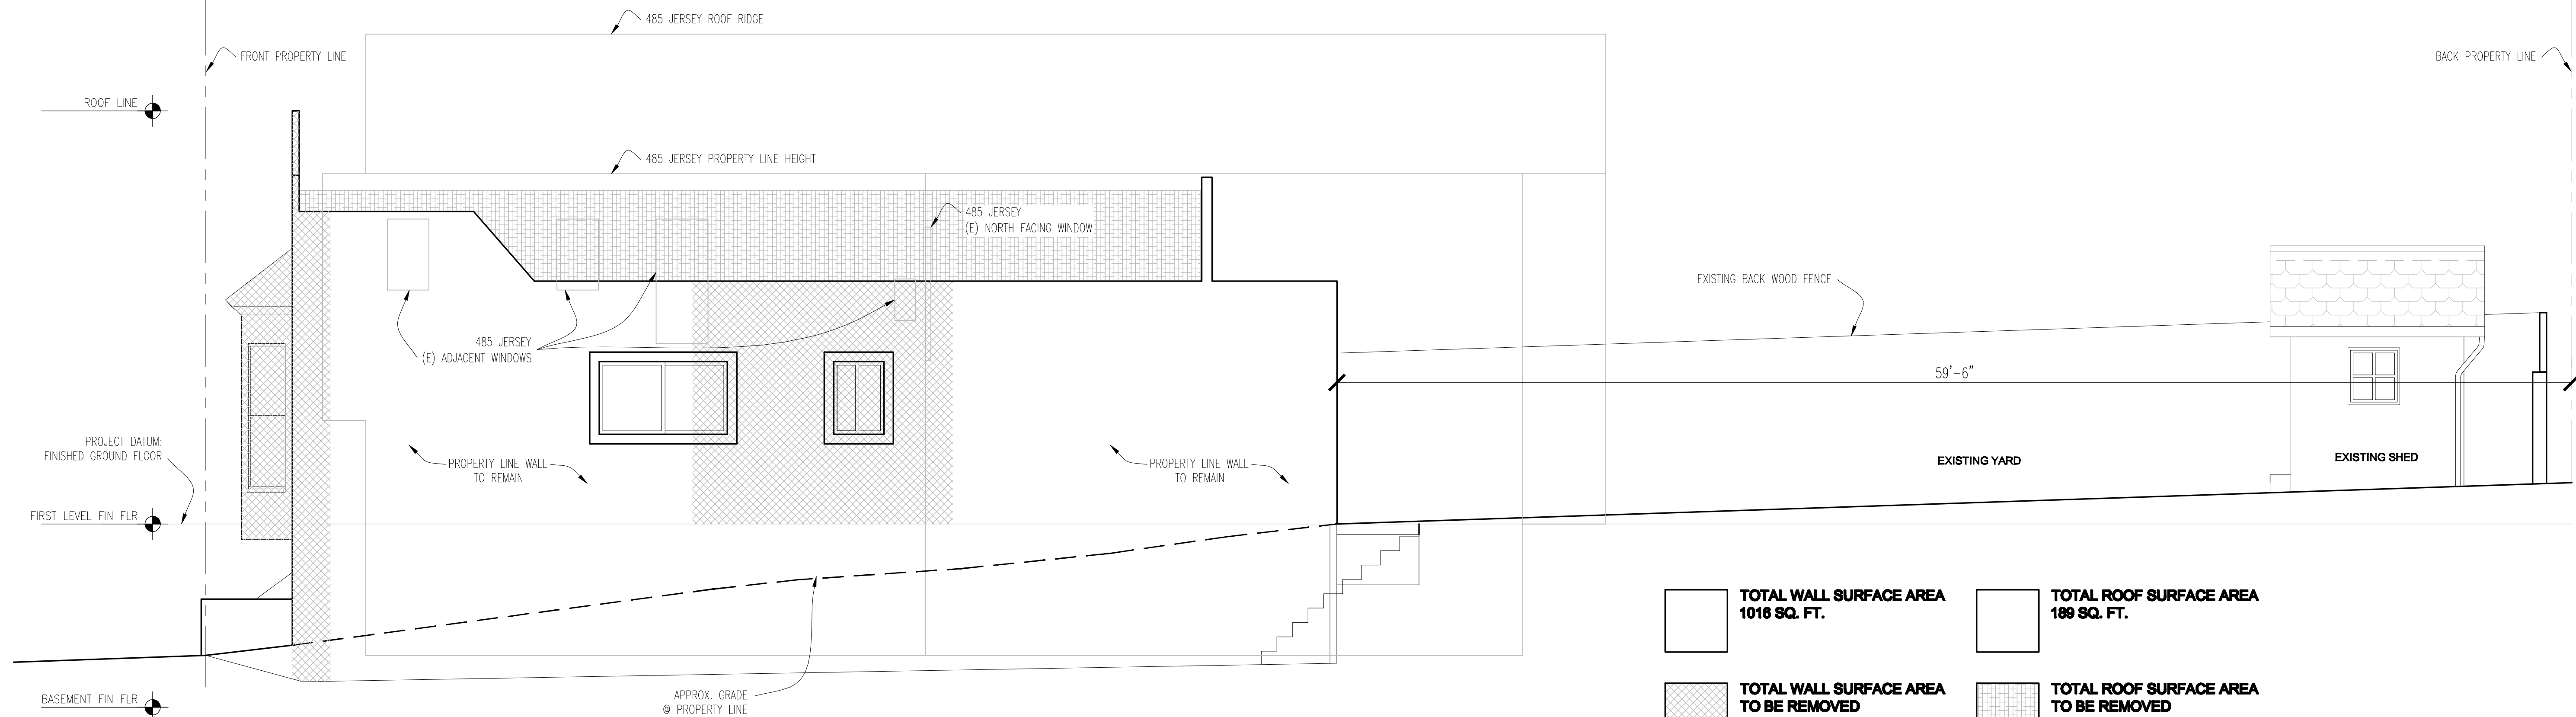 485 JERSEY ROOF RIDGE
FRONT PROPERTY LINE
BACK PROPERTY LINE
ROOF LINE
485 JERSEY PROPERTY LINE HEIGHT
485 JERSEY
(E) NORTH FACING WINDOW
EXISTING BACK WOOD FENCE
485 JERSEY
(E) ADJACENT WINDOWS
59'-6"
PROJECT DATUM:
FINISHED GROUND FLOOR
PROPERTY LINE WALL
TO REMAIN
PROPERTY LINE WALL
TO REMAIN
EXISTING YARD
EXISTING SHED
FIRST LEVEL FIN FLR
TOTAL WALL SURFACE AREA
1016 SQ. FT.
TOTAL ROOF SURFACE AREA
189 SQ. FT.
BASEMENT FIN FLR
APPROX. GRADE
@ PROPERTY LINE
TOTAL WALL SURFACE AREA
TO BE REMOVED
TOTAL ROOF SURFACE AREA
TO BE REMOVED